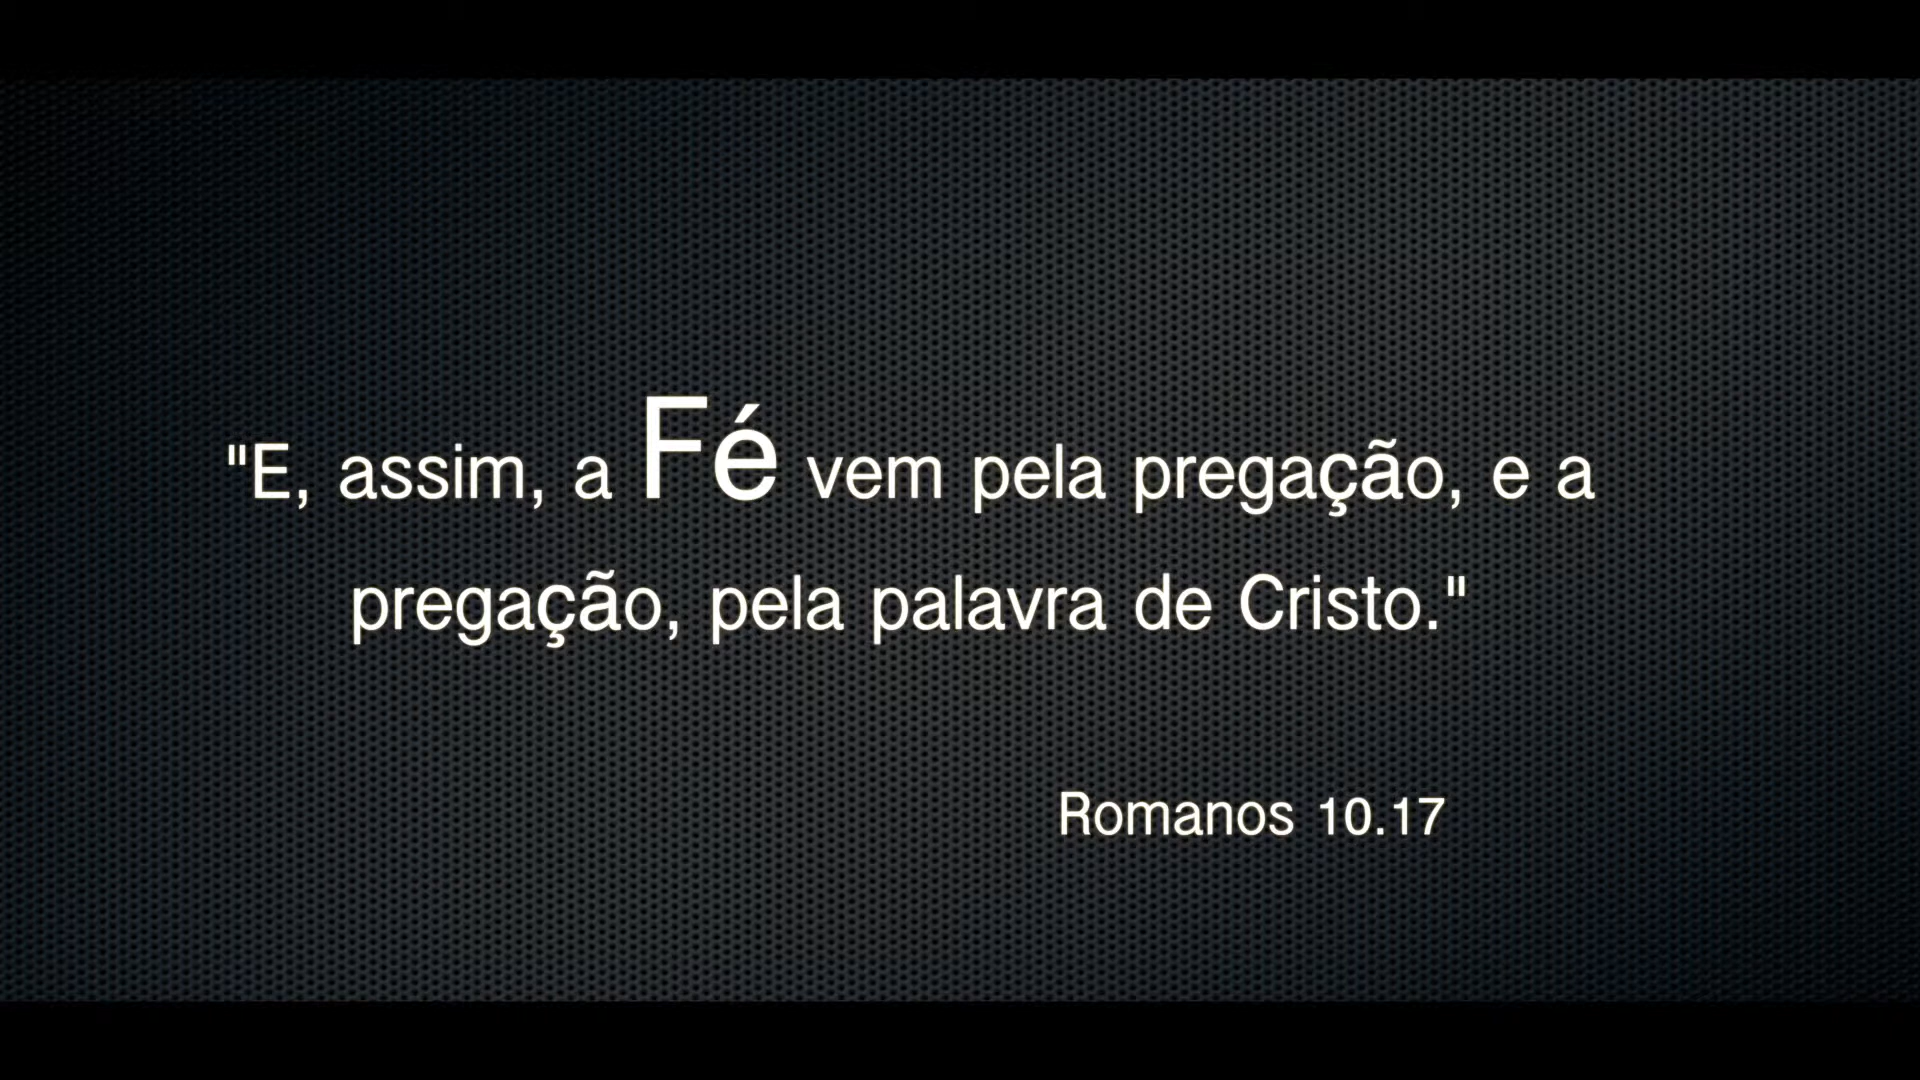 "E, assim, a Fé vem pela pregação, e a
pregação, pela palavra de Cristo."
Romanos 10.17